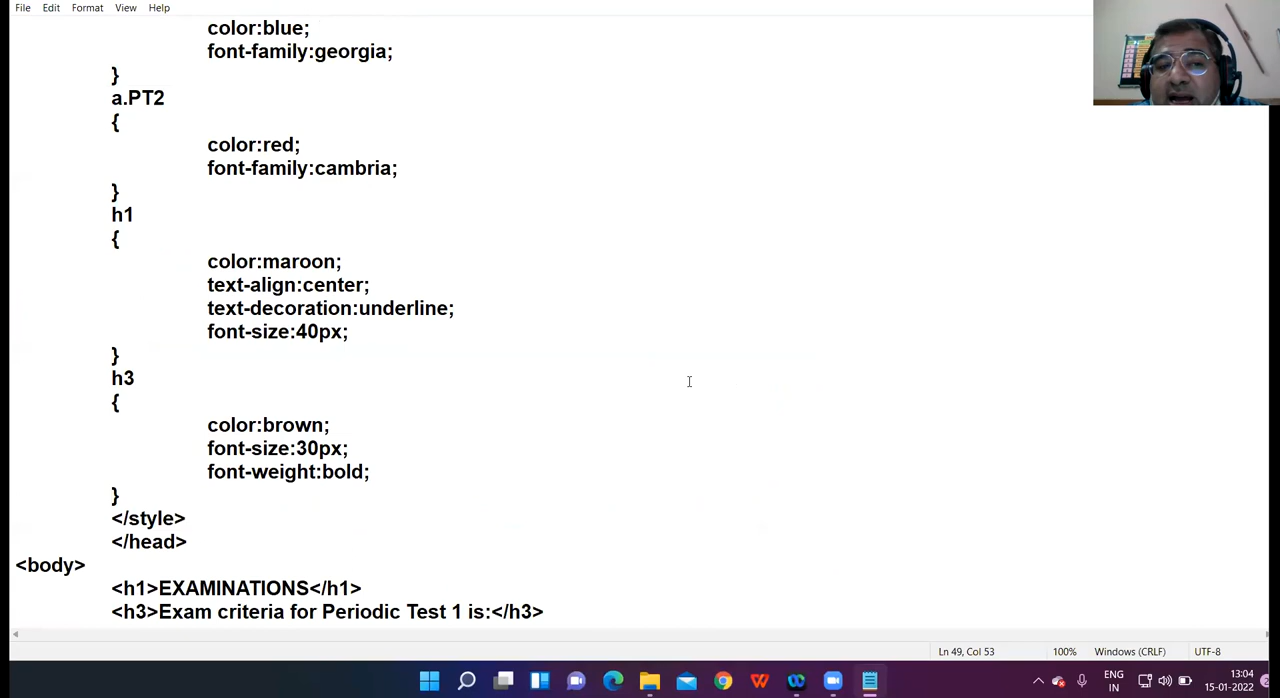 File Edit Format View Help
color:blue;
font-family:georgia;
}
a.PT2
{
color:red;
font-family:cambria;
}
h1
{
color:maroon;
text-align:center;
text-decoration:underline;
font-size:40px;
}
h3
{
color:brown;
font-size:30px;
font-weight:bold;
}
</style>
</head>
<body>
<h1>EXAMINATIONS</h1>
<h3>Exam criteria for Periodic Test 1 is:</h3>
Ln 49, Col 53 100% Windows (CRLF) UTF-8
ENG
IN
13:04
15-01-2022